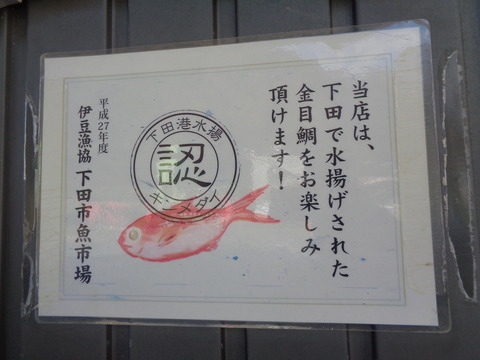 当店は、
下田で水揚げされた
金目鯛をお楽しみ
頂けます！
下田港水揚
認
キンメダイ
平成27年度
伊豆漁協 下田市魚市場